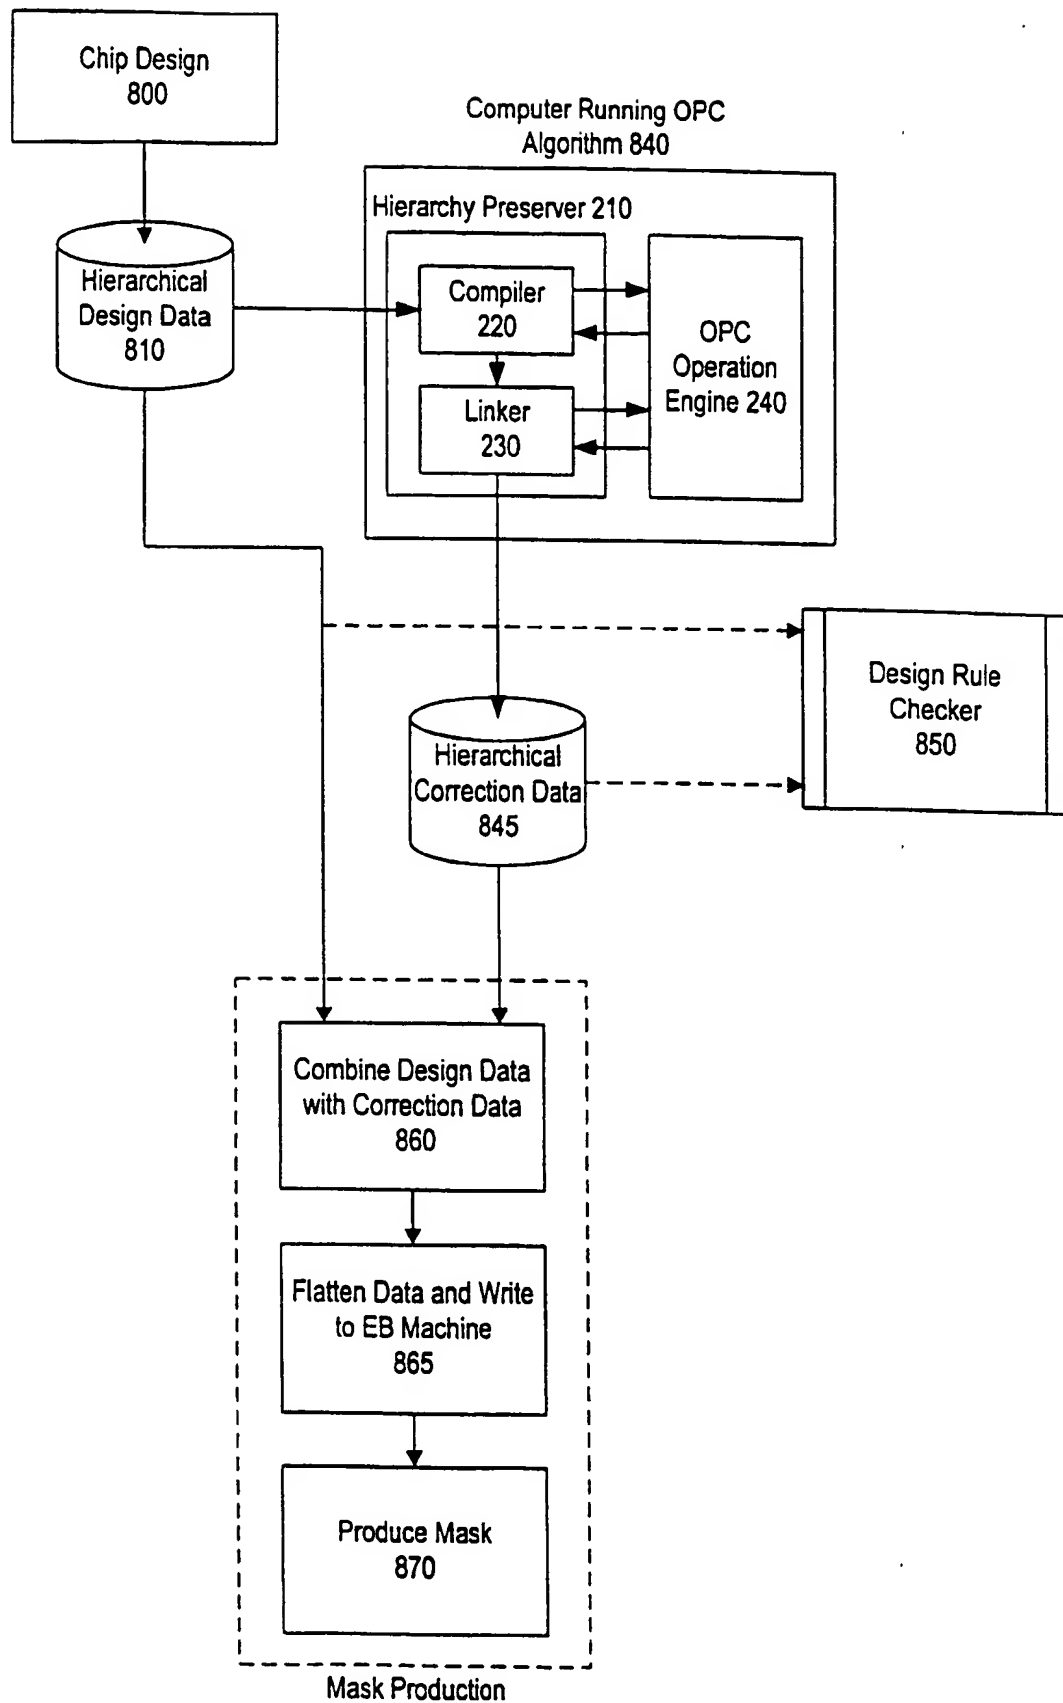 Chip Design
800
Computer Running OPC
Algorithm 840
Hierarchy Preserver 210
Hierarchical
Design Data
810
Compiler
220
OPC
Operation
Engine 240
Linker
230
Design Rule
Checker
850
Hierarchical
Correction Data
845
Combine Design Data
with Correction Data
860
Flatten Data and Write
to EB Machine
865
Produce Mask
870
Mask Production